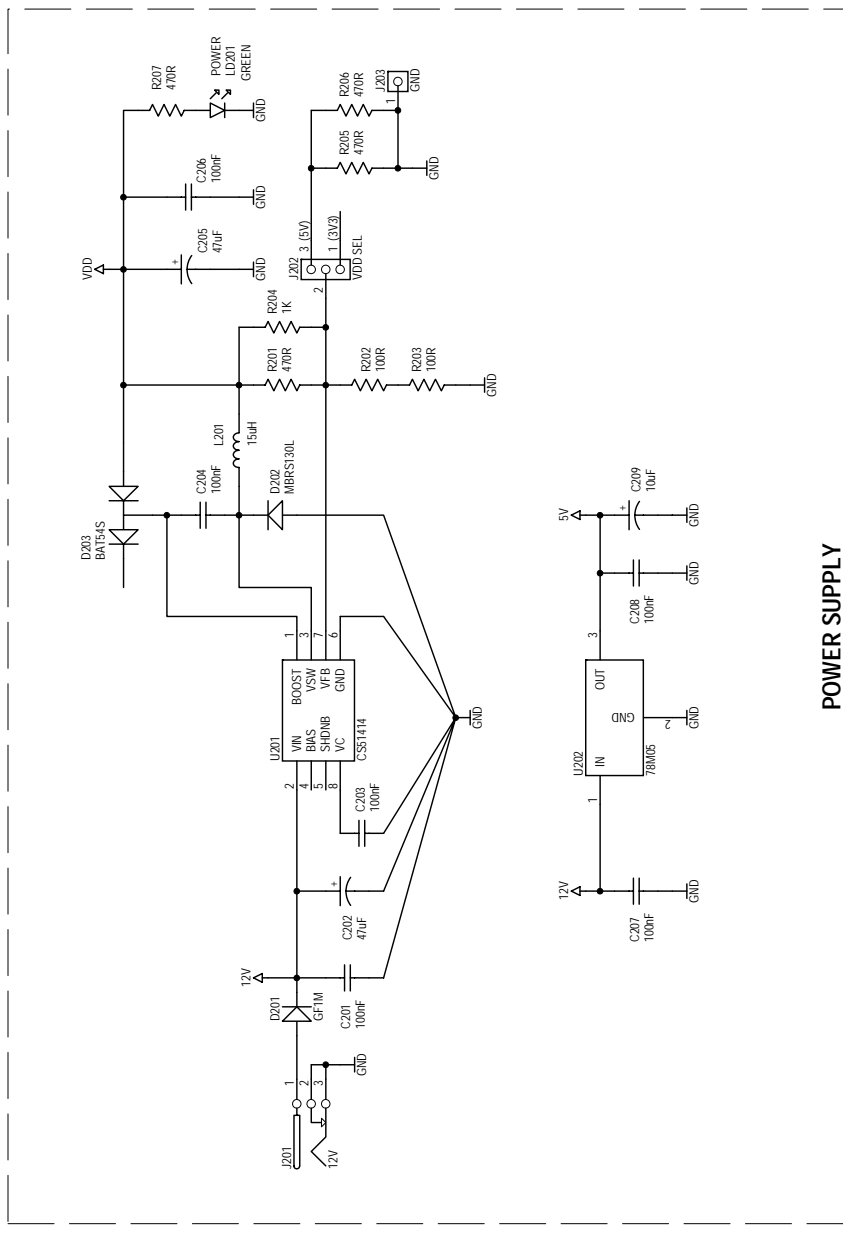 R207
470R
POWER
LD201
GREEN
GND
C206
100nF
GND
C205
47uF
GND
VDD
R206
470R
J203
1
GND
R205
470R
GND
3 (5V)
1 (3V3)
J202
2
VDD SEL
R204
1K
R201
470R
R202
100R
R203
100R
GND
L201
15uH
C204
100nF
D202
MBRS130L
D203
BAT54S
U201
VIN
BIAS
SHDNB
VC
BOOST
VSW
VFB
GND
CS51414
1
3
7
6
2
4
5
8
C203
100nF
GND
C202
47uF
12V
C201
100nF
D201
GF1M
1
2
3
GND
J201
12V
5V
C209
10uF
GND
C208
100nF
GND
3
U202
IN
OUT
GND
78M05
2
GND
1
12V
C207
100nF
GND
POWER SUPPLY